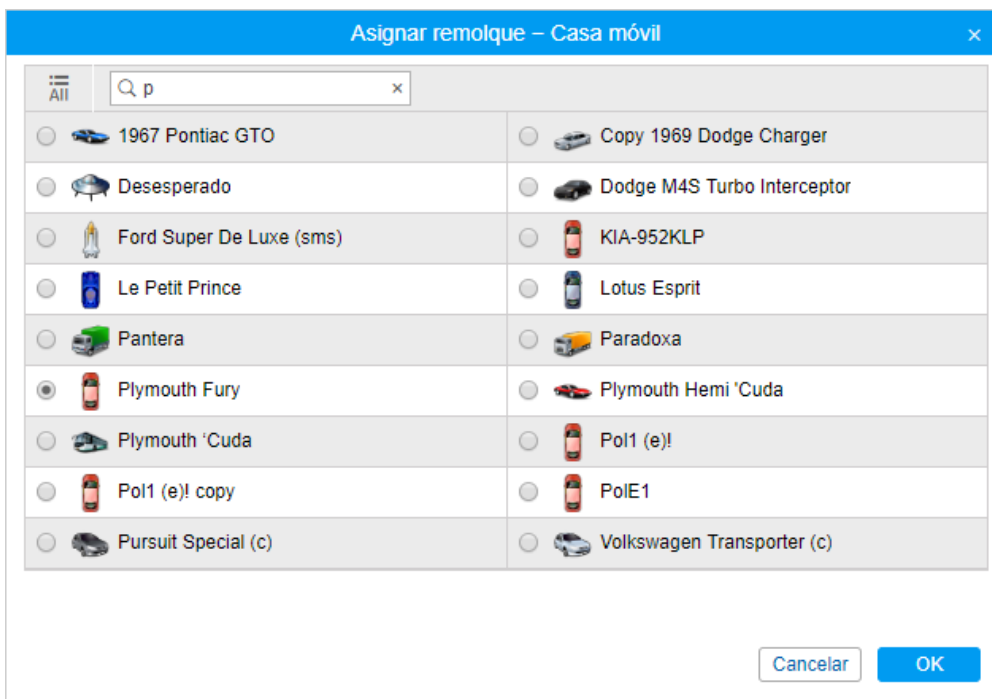 Asignar remolque – Casa móvil ×
All p ×
1967 Pontiac GTO Copy 1969 Dodge Charger
Desesperado Dodge M4S Turbo Interceptor
Ford Super De Luxe (sms) KIA-952KLP
Le Petit Prince Lotus Esprit
Pantera Paradoxa
Plymouth Fury Plymouth Hemi 'Cuda
Plymouth ‘Cuda Pol1 (e)!
Pol1 (e)! copy PolE1
Pursuit Special (c) Volkswagen Transporter (c)
Cancelar OK